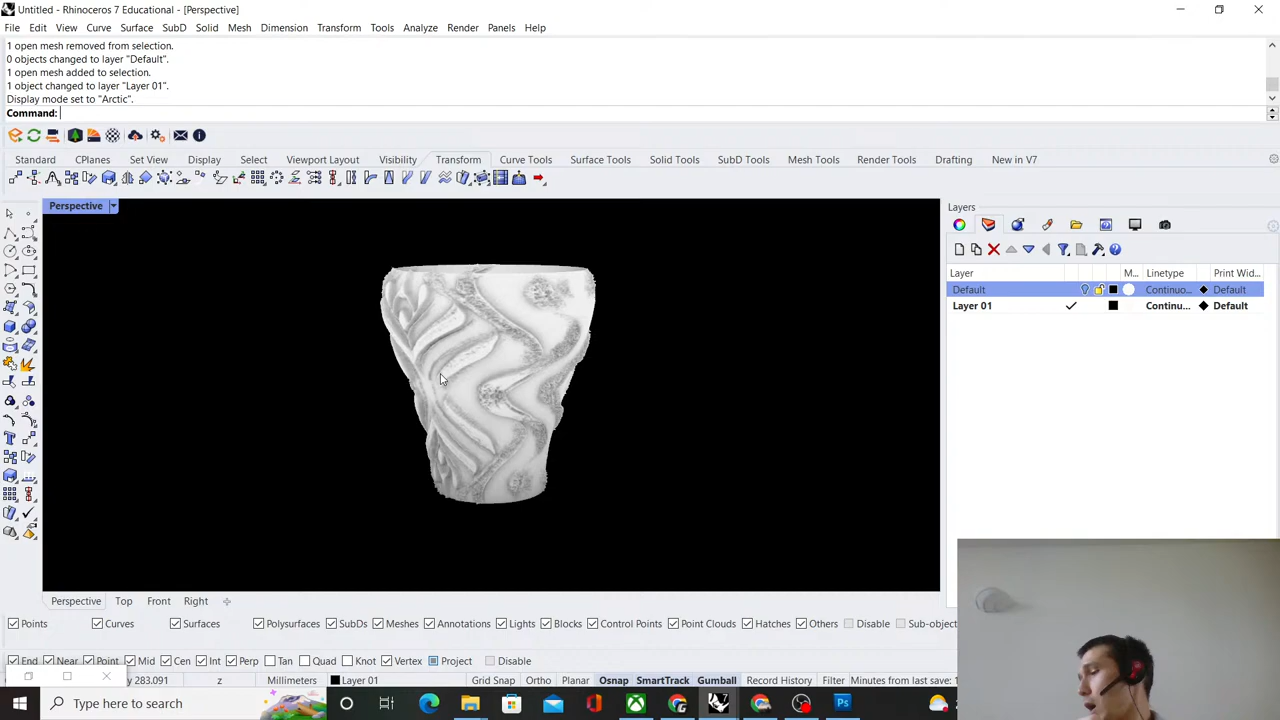 Untitled - Rhinoceros 7 Educational - [Perspective]
File Edit View Curve Surface SubD Solid Mesh Dimension Transform Tools Analyze Render Panels Help
1 open mesh removed from selection.
0 objects changed to layer "Default".
1 open mesh added to selection.
1 object changed to layer "Layer 01".
Display mode set to "Arctic".
Command:
Standard CPlanes Set View Display Select Viewport Layout Visibility Transform Curve Tools Surface Tools Solid Tools SubD Tools Mesh Tools Render Tools Drafting New in V7
Perspective
Layers
Layer M... Linetype Print Wid...
Default Continuo... Default
Layer 01 Continu... Default
Perspective Top Front Right
Points Curves Surfaces Polysurfaces SubDs Meshes Annotations Lights Blocks Control Points Point Clouds Hatches Others Disable Sub-object
End Near Point Mid Cen Int Perp Tan Quad Knot Vertex Project Disable
y 283.091 z Millimeters Layer 01 Grid Snap Ortho Planar Osnap SmartTrack Gumball Record History Filter Minutes from last save: 1
Type here to search